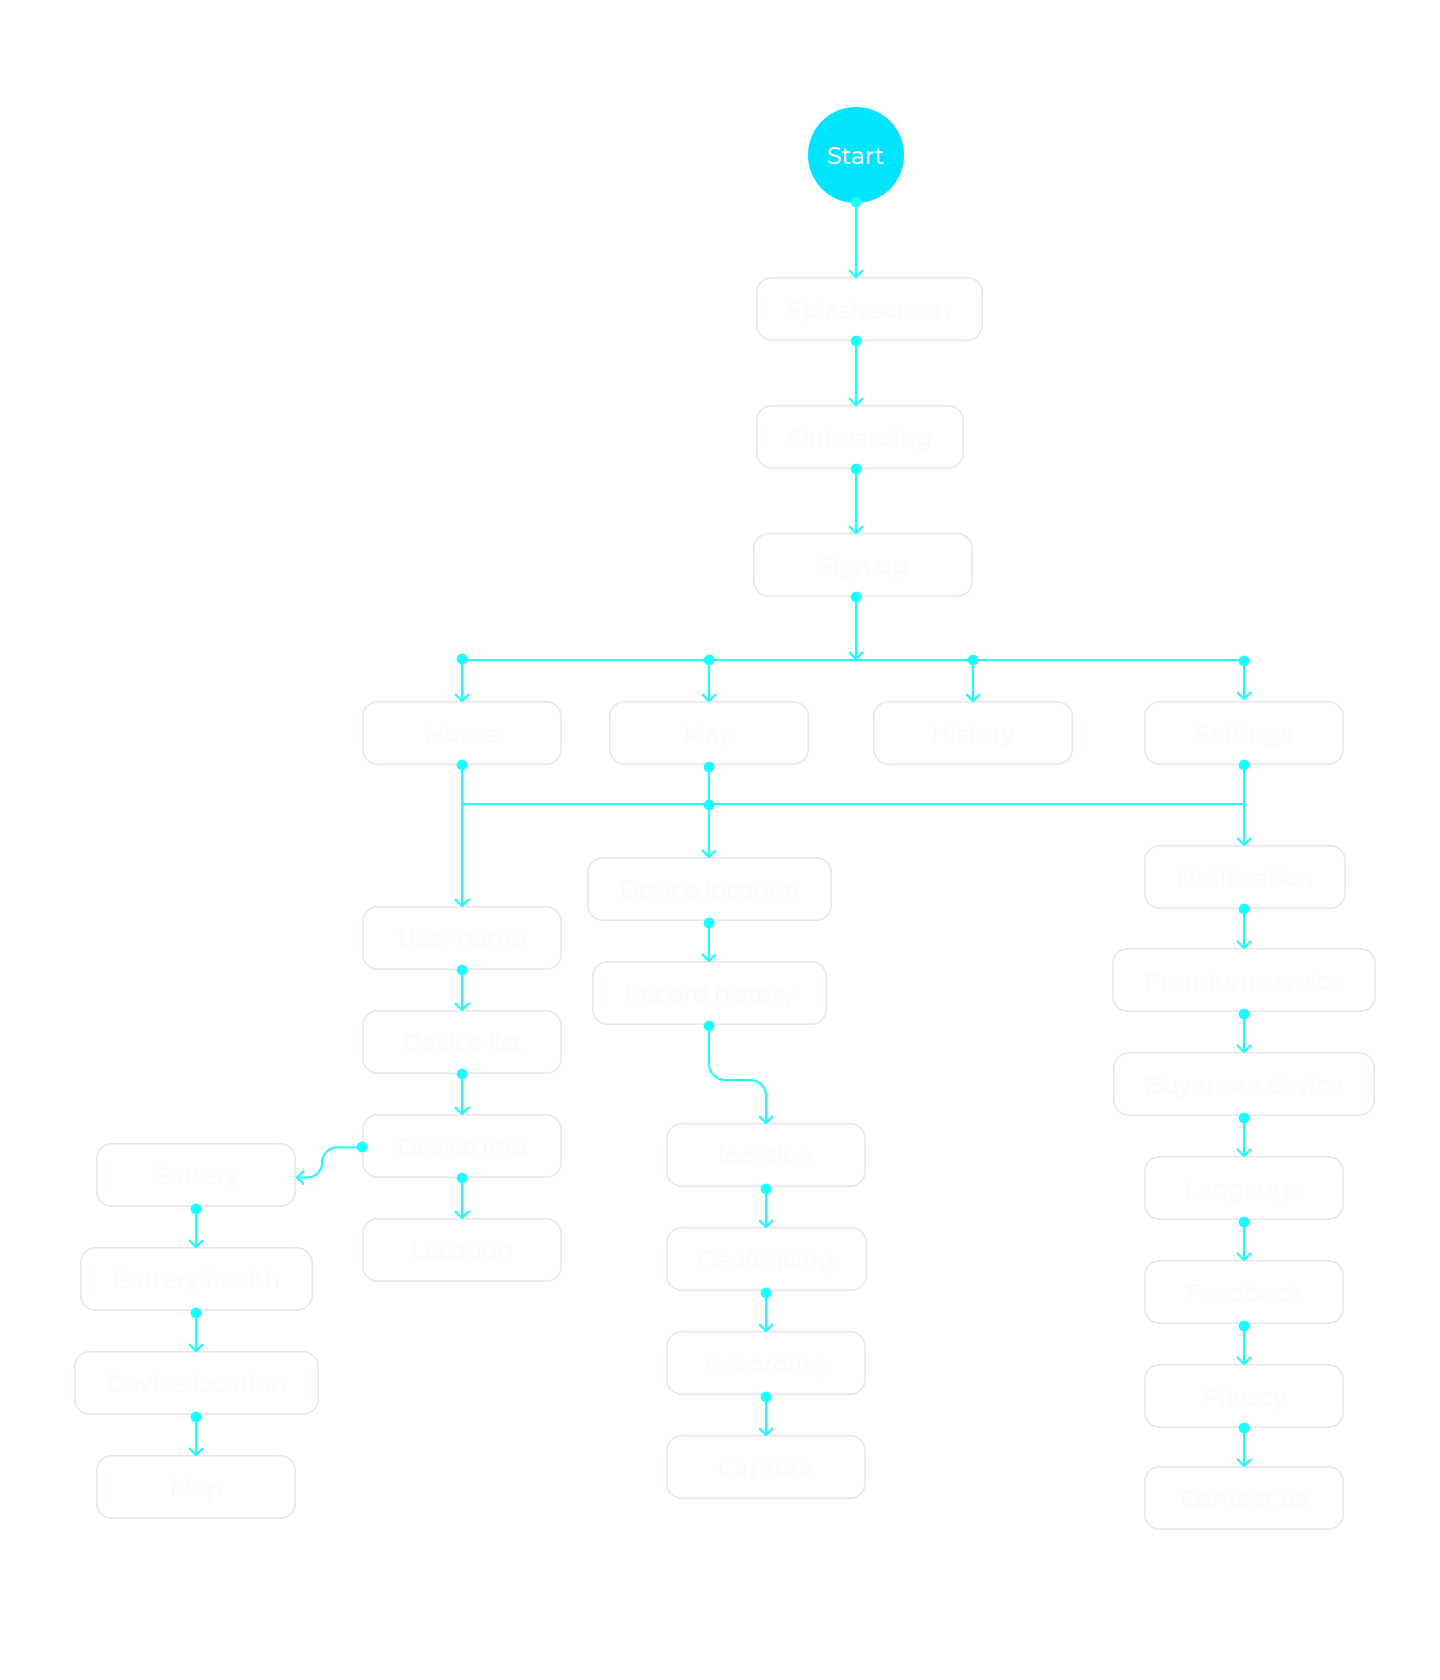 Start
Splash screen
Onboarding
Sign up
Home
Map
History
Settings
Device location
Notification
User name
Record history
Premium service
Device list
Buy more device
Device info
Battery
location
Langauge
Location
Battery health
Geofencing
Feedback
Device location
Recording
Privacy
Map
Capture
Contact us